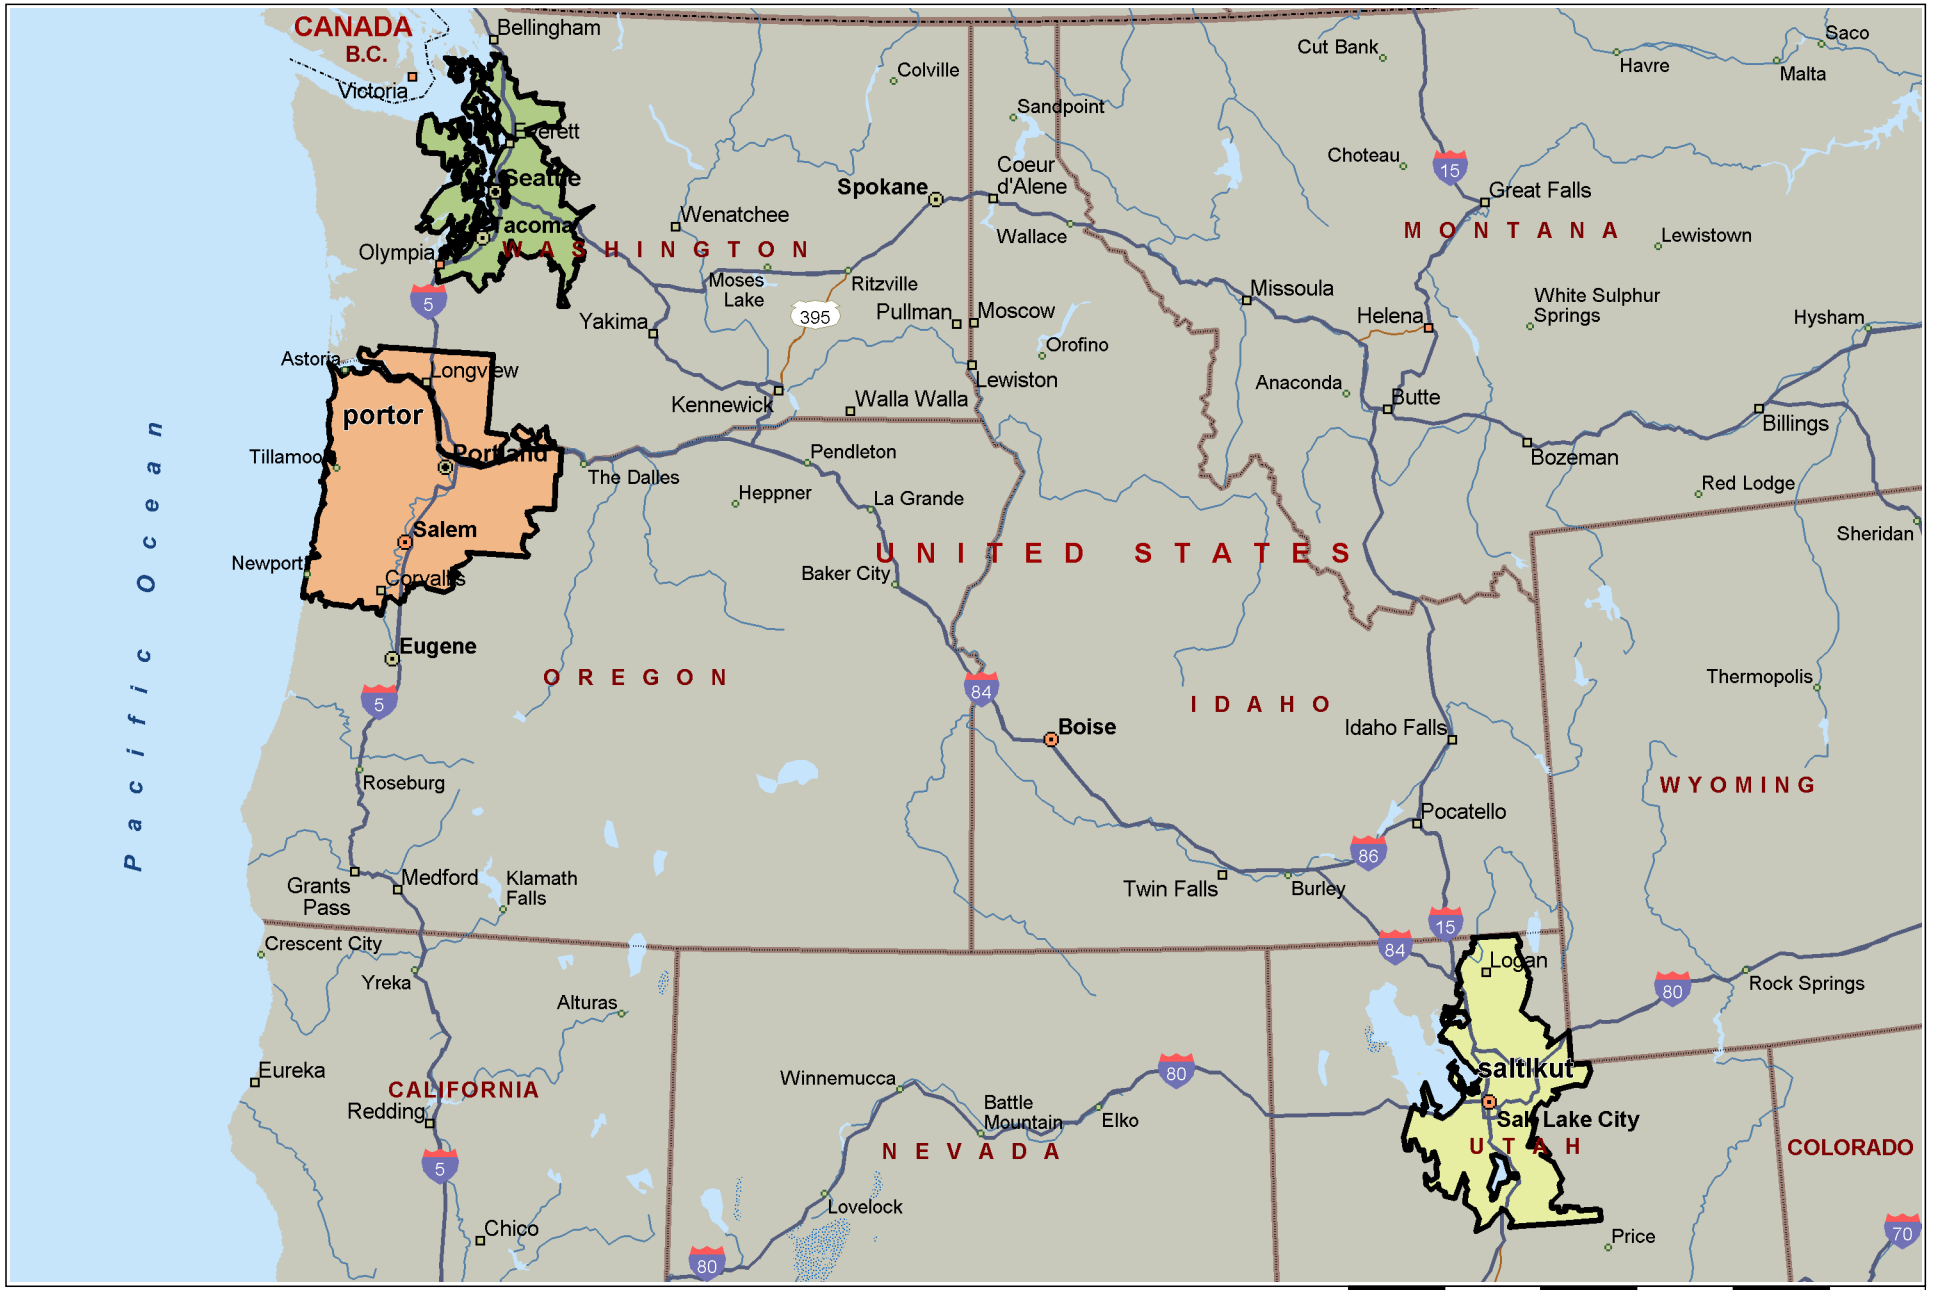 CANADA
B.C.
Bellingham
Victoria
Colville
Cut Bank
Havre
Saco
Malta
Sandpoint
Everett
Choteau
15
Coeur
d'Alene
Seattle
Spokane
Great Falls
Wenatchee
Tacoma
WASHINGTON
Wallace
MONTANA
Lewistown
Olympia
Moses
Lake
Ritzville
Missoula
White Sulphur
Springs
5
395
Pullman
Moscow
Helena
Hysham
Yakima
Orofino
Astoria
Longview
Lewiston
Anaconda
Butte
Kennewick
Walla Walla
portor
Billings
Tillamoo
Portland
The Dalles
Pendleton
Bozeman
Heppner
La Grande
Red Lodge
Salem
Sheridan
UNITED STATES
Newport
Corvallis
Baker City
Pacific Ocean
Eugene
OREGON
Thermopolis
5
84
IDAHO
Boise
Idaho Falls
Roseburg
WYOMING
Pocatello
86
Grants
Pass
Medford
Klamath
Falls
Twin Falls
Burley
15
Crescent City
84
Logan
Yreka
80
Rock Springs
Alturas
Eureka
CALIFORNIA
Winnemucca
80
saltlkut
Redding
Battle
Mountain
Elko
Salt Lake City
NEVADA
UTAH
COLORADO
5
Lovelock
Chico
Price
70
80